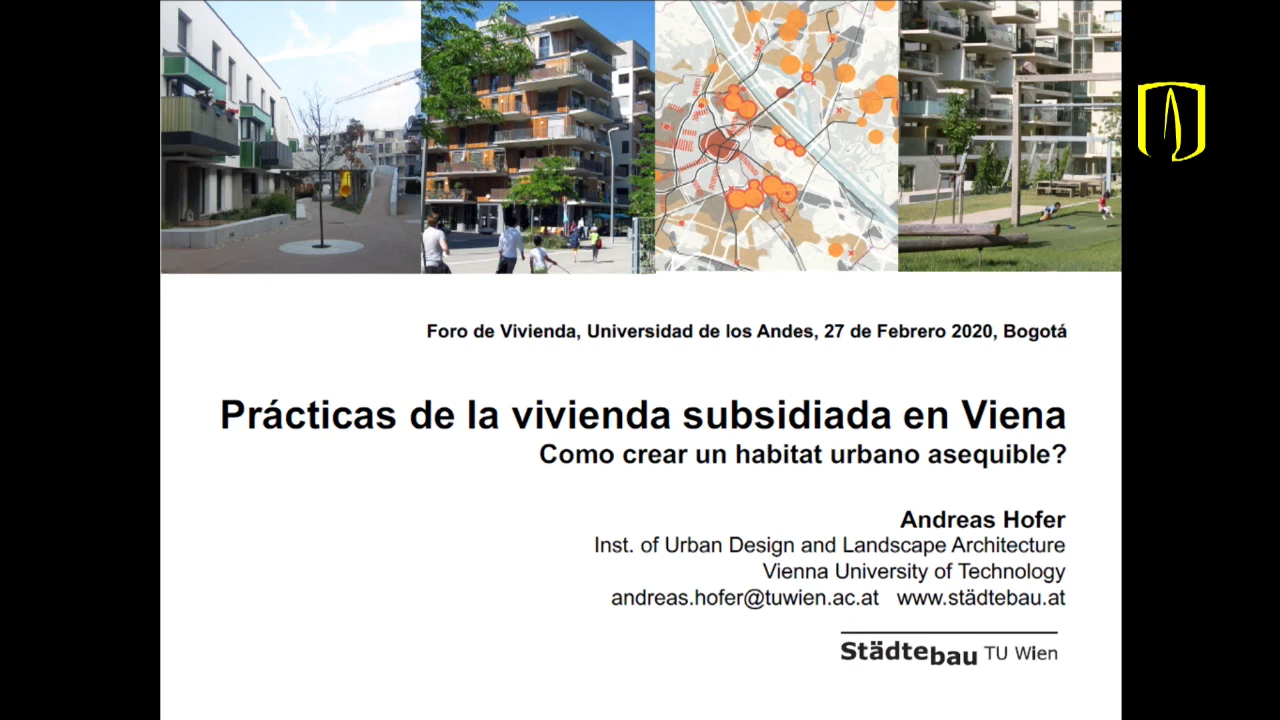 Foro de Vivienda, Universidad de los Andes, 27 de Febrero 2020, Bogotá
Prácticas de la vivienda subsidiada en Viena
Como crear un habitat urbano asequible?
Andreas Hofer
Inst. of Urban Design and Landscape Architecture
Vienna University of Technology
andreas.hofer@tuwien.ac.at www.städtebau.at
Städtebau TU Wien